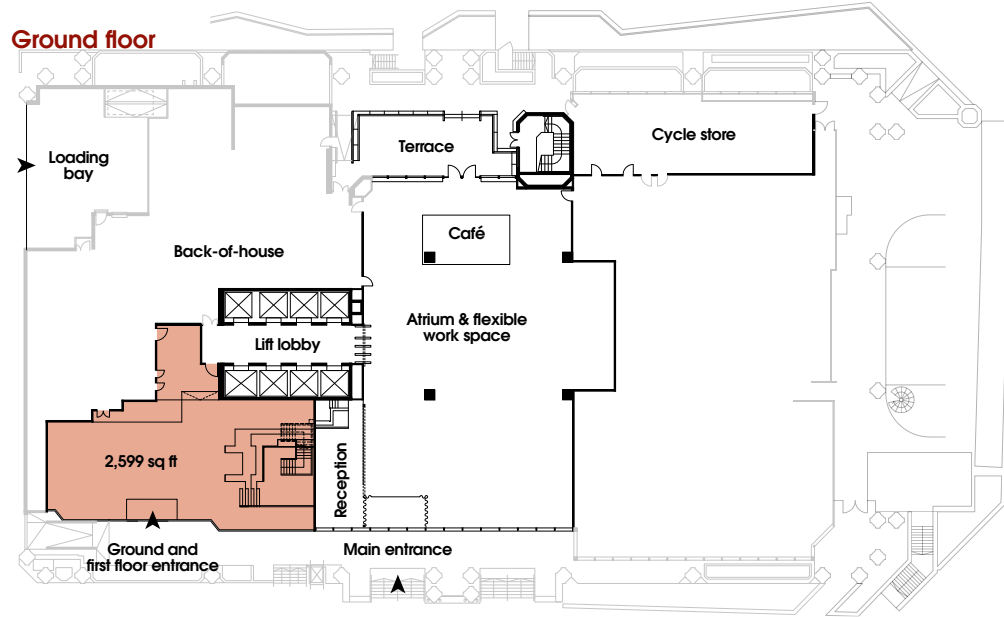 Ground floor
Loading
bay
Terrace
Cycle store
Café
Back-of-house
Lift lobby
Atrium & flexible
work space
2,599 sq ft
Reception
Ground and
first floor entrance
Main entrance